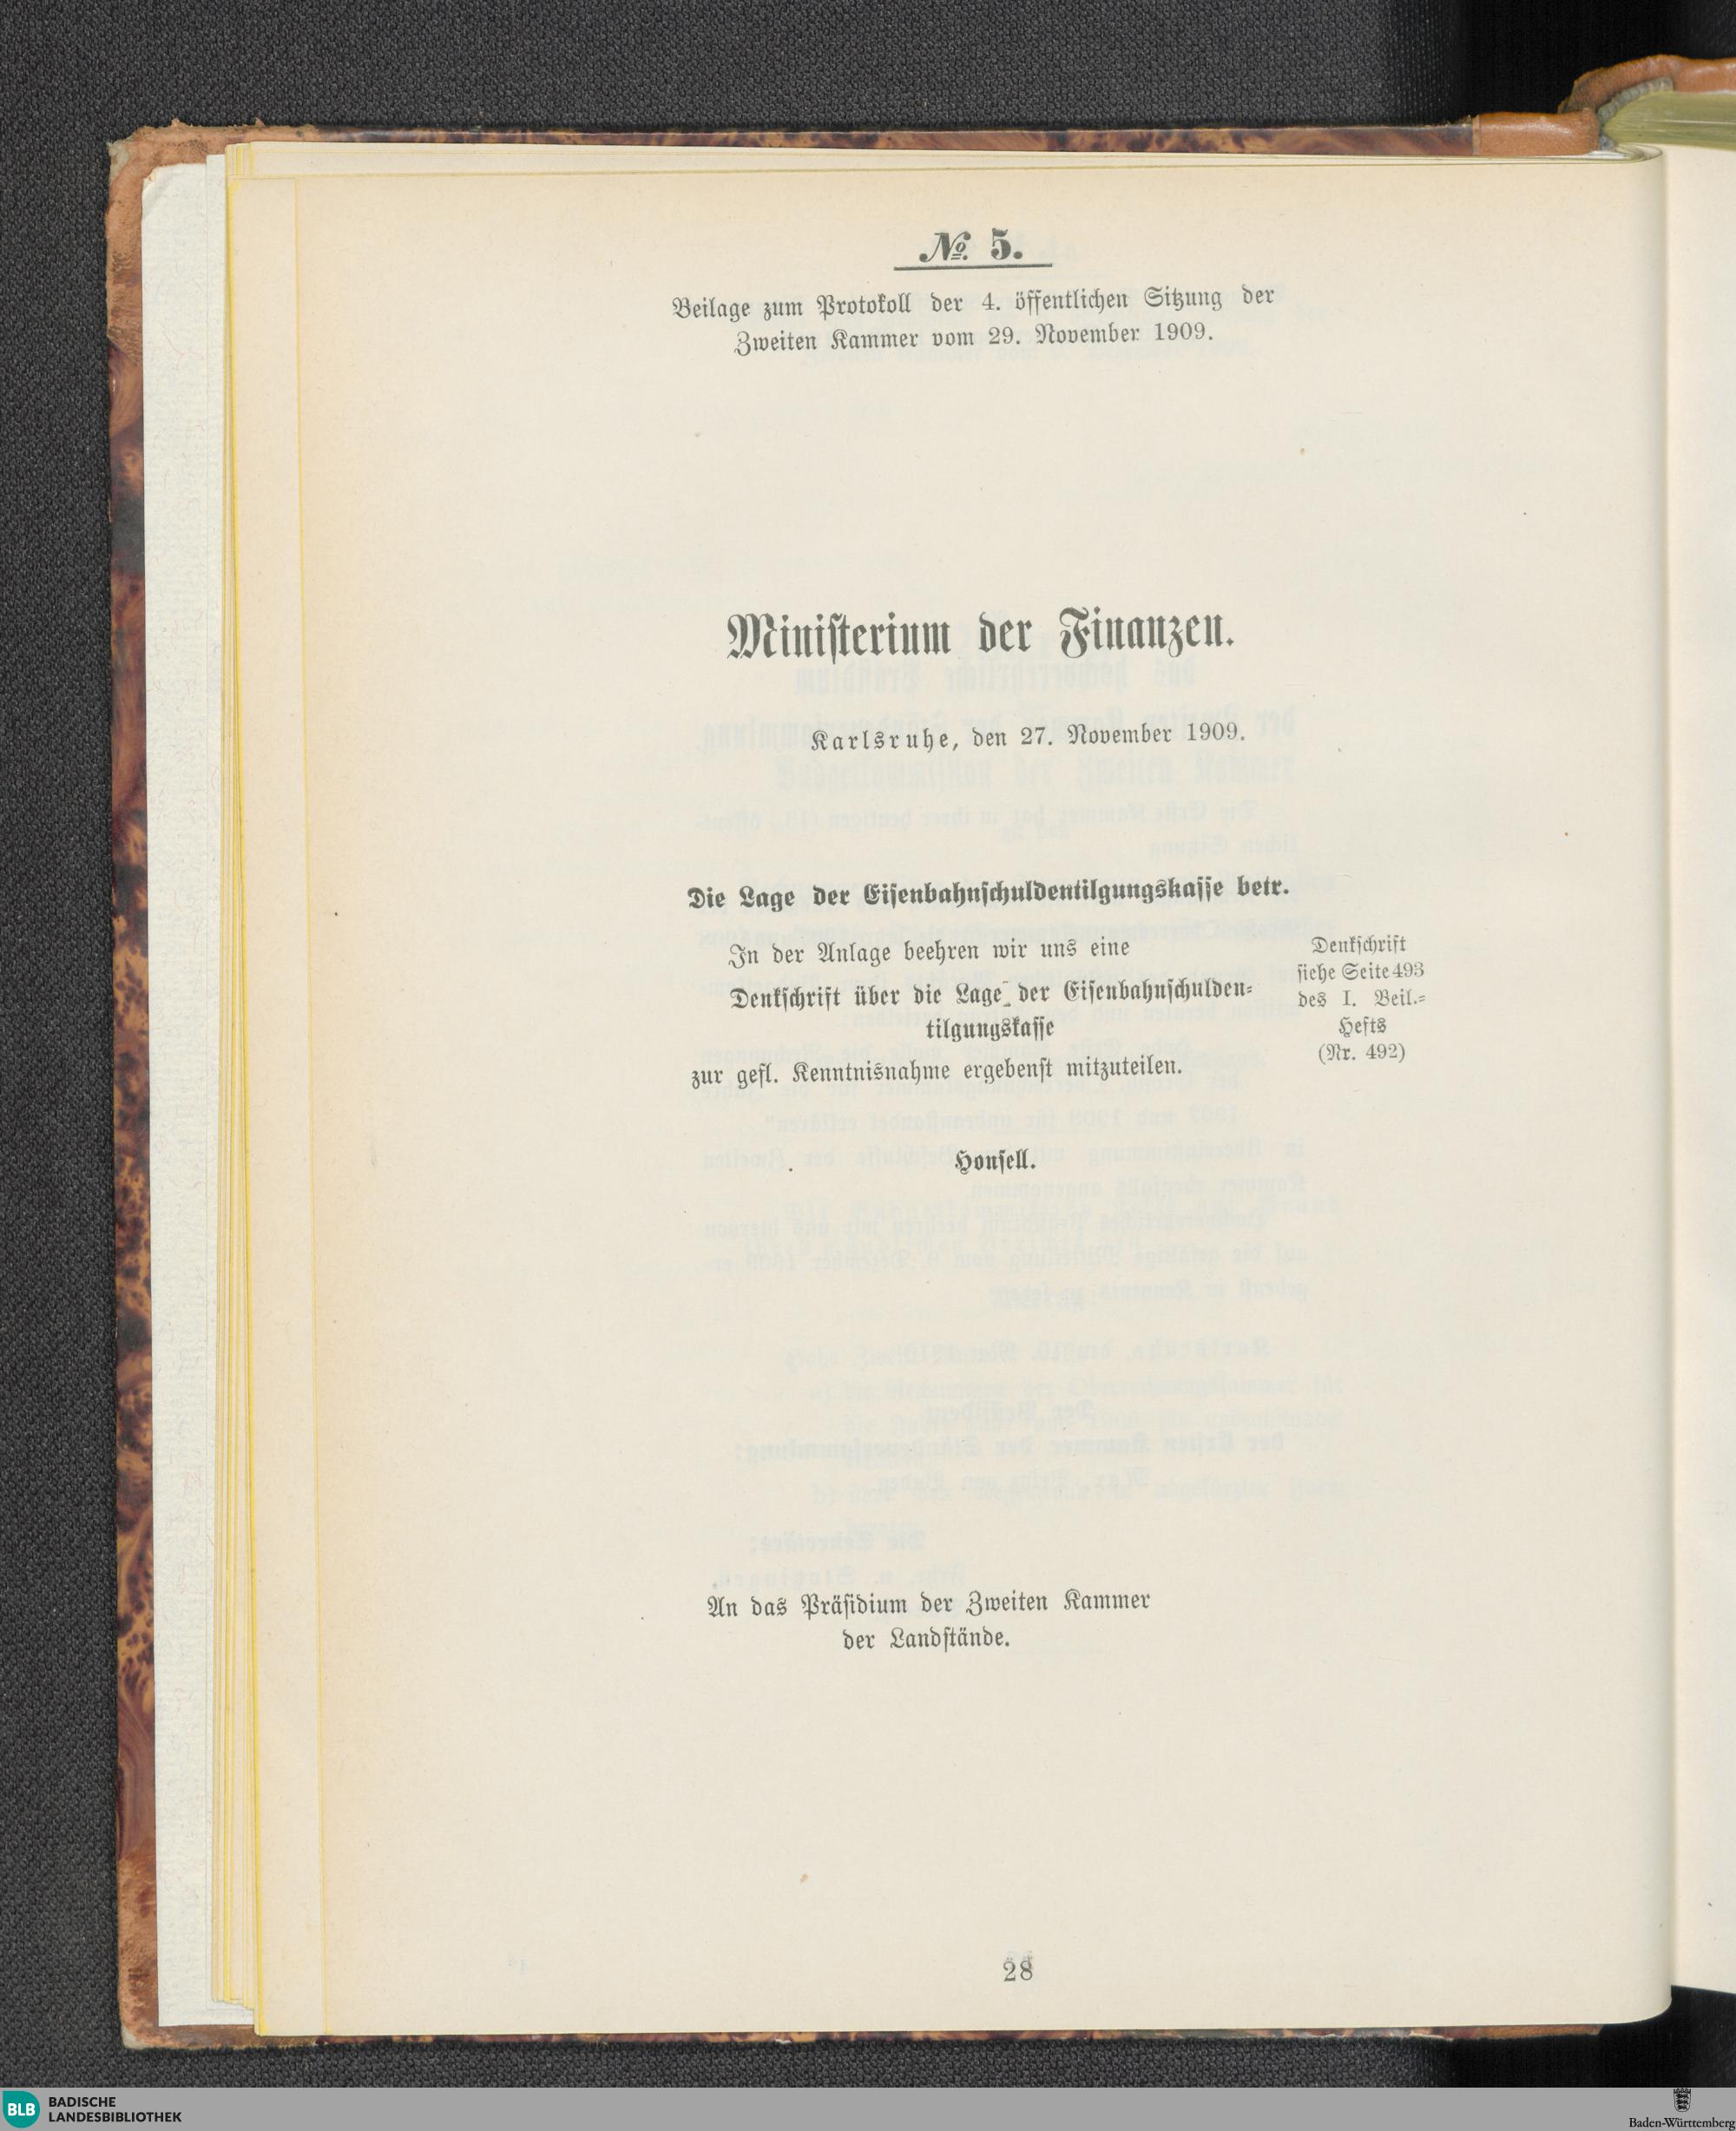 № 5.
Beilage zum Protokoll der 4. öffentlichen Sitzung der
Zweiten Kammer vom 29. November 1909.
Ministerium der Finanzen.
Karlsruhe, den 27. November 1909.
Die Lage der Eisenbahnschuldentilgungskasse betr.
In der Anlage beehren wir uns eine
Denkschrift über die Lage der Eisenbahnschulden-
tilgungskasse
zur gefl. Kenntnisnahme ergebenst mitzuteilen.
Denkschrift
siehe Seite 493
des I. Beil.-
Hefts
(Nr. 492)
Honsell.
An das Präsidium der Zweiten Kammer
der Landstände.
28
BLB BADISCHE
LANDESBIBLIOTHEK
Baden-Württemberg